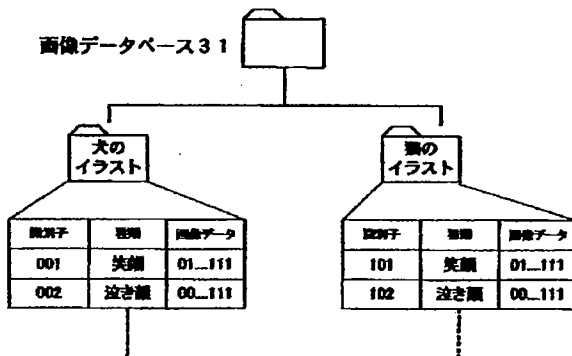 画像データベース31
犬の
イラスト
猫の
イラスト
識別子 種類 画像データ
001 笑顔 01...111
002 泣き顔 00...111
識別子 種類 画像データ
101 笑顔 01...111
102 泣き顔 00...111